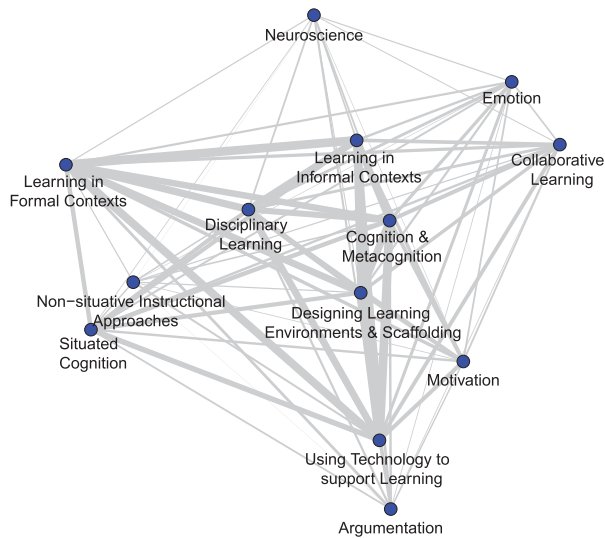 Neuroscience
Emotion
Learning in
Formal Contexts
Learning in
Informal Contexts
Collaborative
Learning
Disciplinary
Learning
Cognition &
Metacognition
Non−situative Instructional
Approaches
Designing Learning
Environments & Scaffolding
Situated
Cognition
Motivation
Using Technology to
support Learning
Argumentation